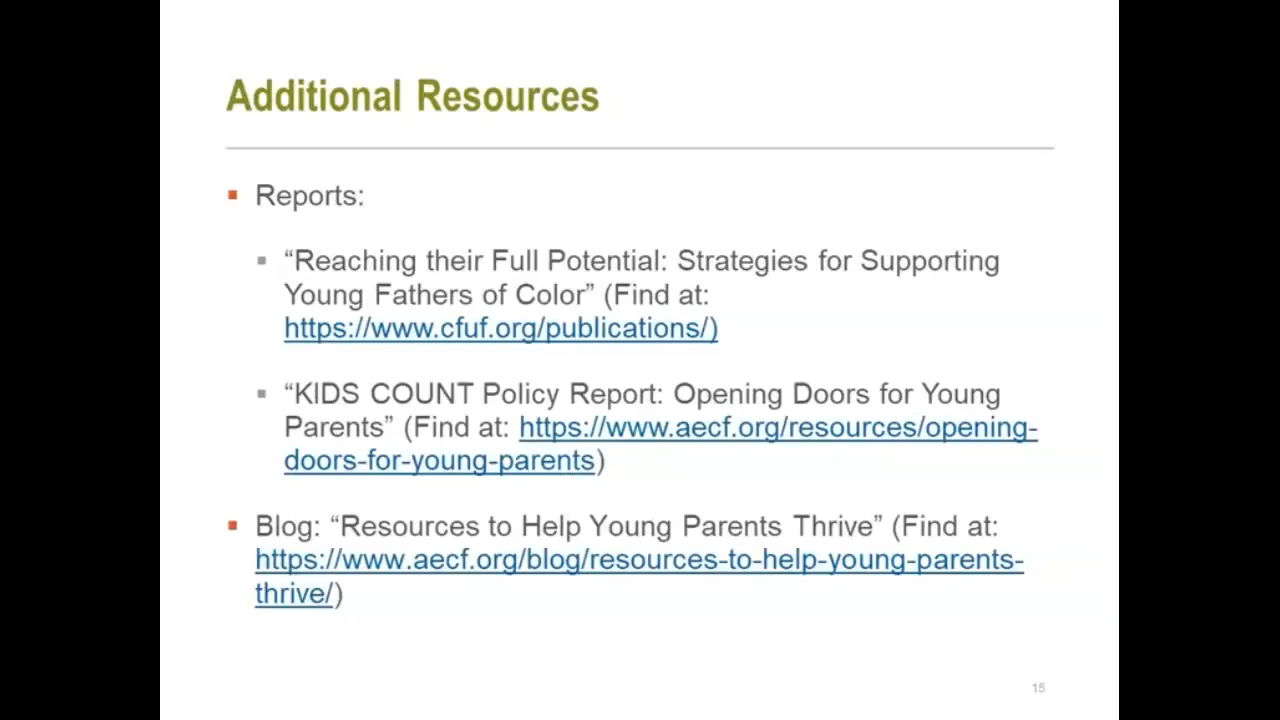 Additional Resources
Reports:
“Reaching their Full Potential: Strategies for Supporting
Young Fathers of Color” (Find at:
https://www.cfuf.org/publications/)
“KIDS COUNT Policy Report: Opening Doors for Young
Parents” (Find at: https://www.aecf.org/resources/opening-
doors-for-young-parents)
Blog: “Resources to Help Young Parents Thrive” (Find at:
https://www.aecf.org/blog/resources-to-help-young-parents-
thrive/)
15